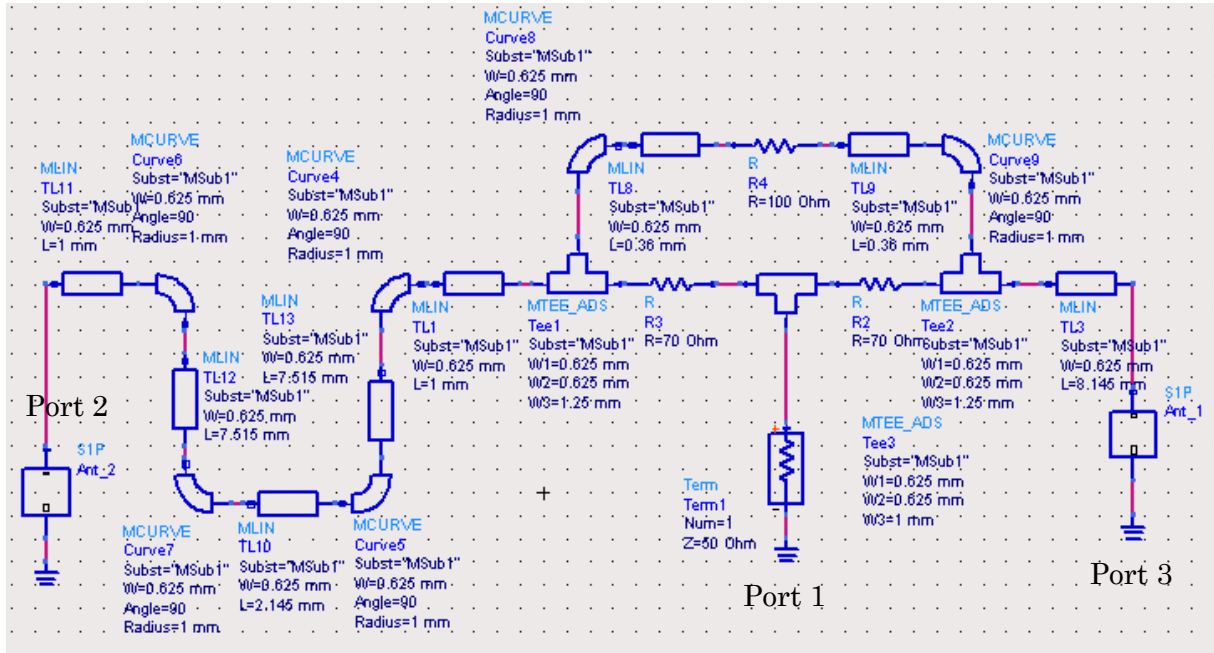 MCURVE
Curve8
Subst="MSub1"
W=0.625 mm
Angle=90
Radius=1 mm
MLIN
TL11
Subst="MSub1"
W=0.625 mm
L=1 mm
MCURVE
Curve6
Subst="MSub1"
W=0.625 mm
Angle=90
Radius=1 mm
MCURVE
Curve4
Subst="MSub1"
W=0.625 mm
Angle=90
Radius=1 mm
MLIN
TL8
Subst="MSub1"
W=0.625 mm
L=0.36 mm
R
R4
R=100 Ohm
MLIN
TL9
Subst="MSub1"
W=0.625 mm
L=0.36 mm
MCURVE
Curve9
Subst="MSub1"
W=0.625 mm
Angle=90
Radius=1 mm
MLIN
TL13
Subst="MSub1"
W=0.625 mm
L=7.515 mm
MLIN
TL12
Subst="MSub1"
W=0.625 mm
L=7.515 mm
MLIN
TL1
Subst="MSub1"
W=0.625 mm
L=1 mm
MTEE_ADS
Tee1
Subst="MSub1"
W1=0.625 mm
W2=0.625 mm
W3=1.25 mm
R
R3
R=70 Ohm
R
R2
R=70 Ohm
MTEE_ADS
Tee2
Subst="MSub1"
W1=0.625 mm
W2=0.625 mm
W3=1.25 mm
MLIN
TL3
Subst="MSub1"
W=0.625 mm
L=8.145 mm
Port 2
S1P
Ant_2
S1P
Ant_1
MTEE_ADS
Tee3
Subst="MSub1"
W1=0.625 mm
W2=0.625 mm
W3=1 mm
Term
Term1
Num=1
Z=50 Ohm
MCURVE
Curve7
Subst="MSub1"
W=0.625 mm
Angle=90
Radius=1 mm
MLIN
TL10
Subst="MSub1"
W=0.625 mm
L=2.145 mm
MCURVE
Curve5
Subst="MSub1"
W=0.625 mm
Angle=90
Radius=1 mm
Port 1
Port 3